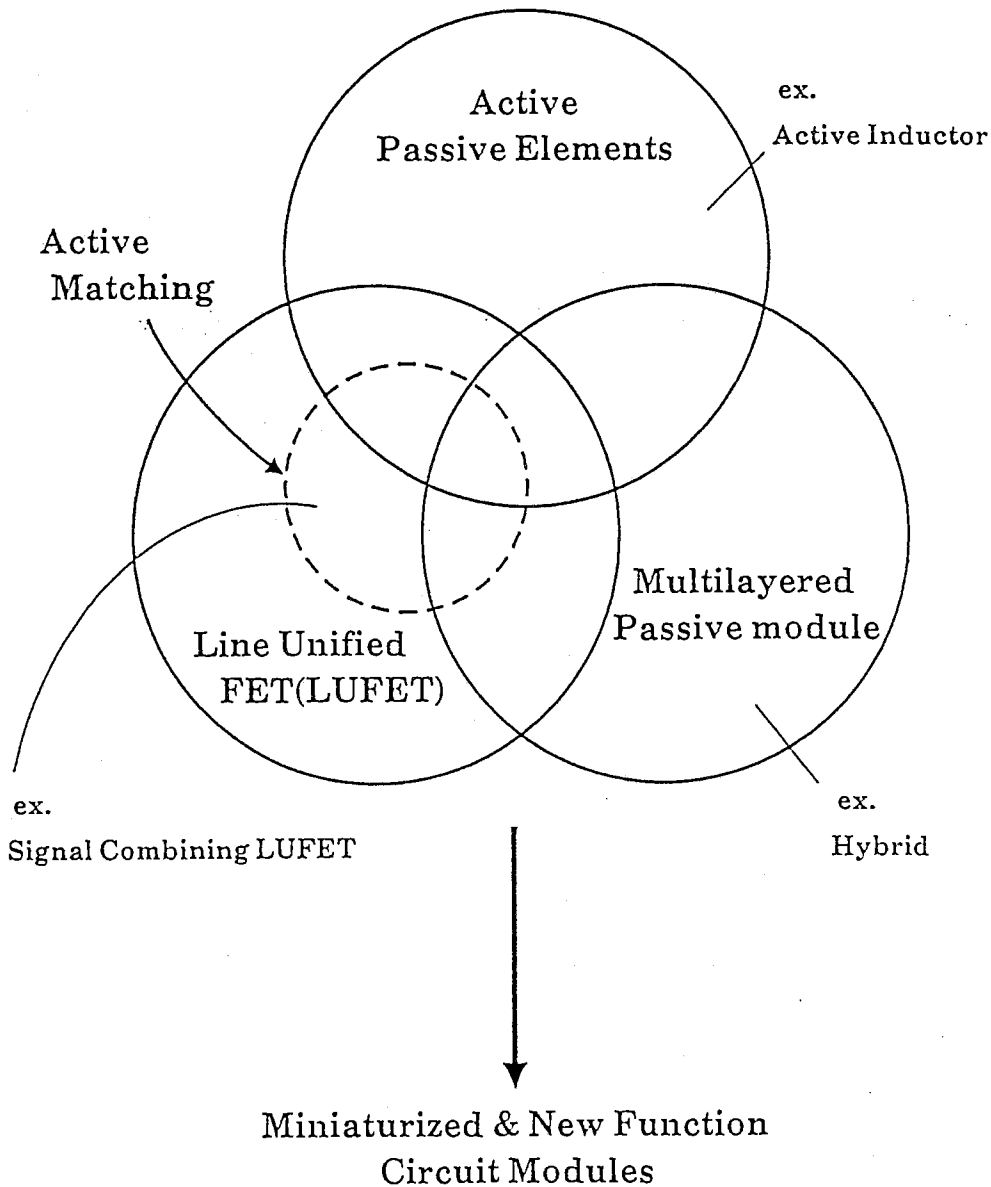 Active
Passive Elements
ex.
Active Inductor
Active
Matching
Multilayered
Passive module
Line Unified
FET(LUFET)
ex.
Signal Combining LUFET
ex.
Hybrid
Miniaturized & New Function
Circuit Modules